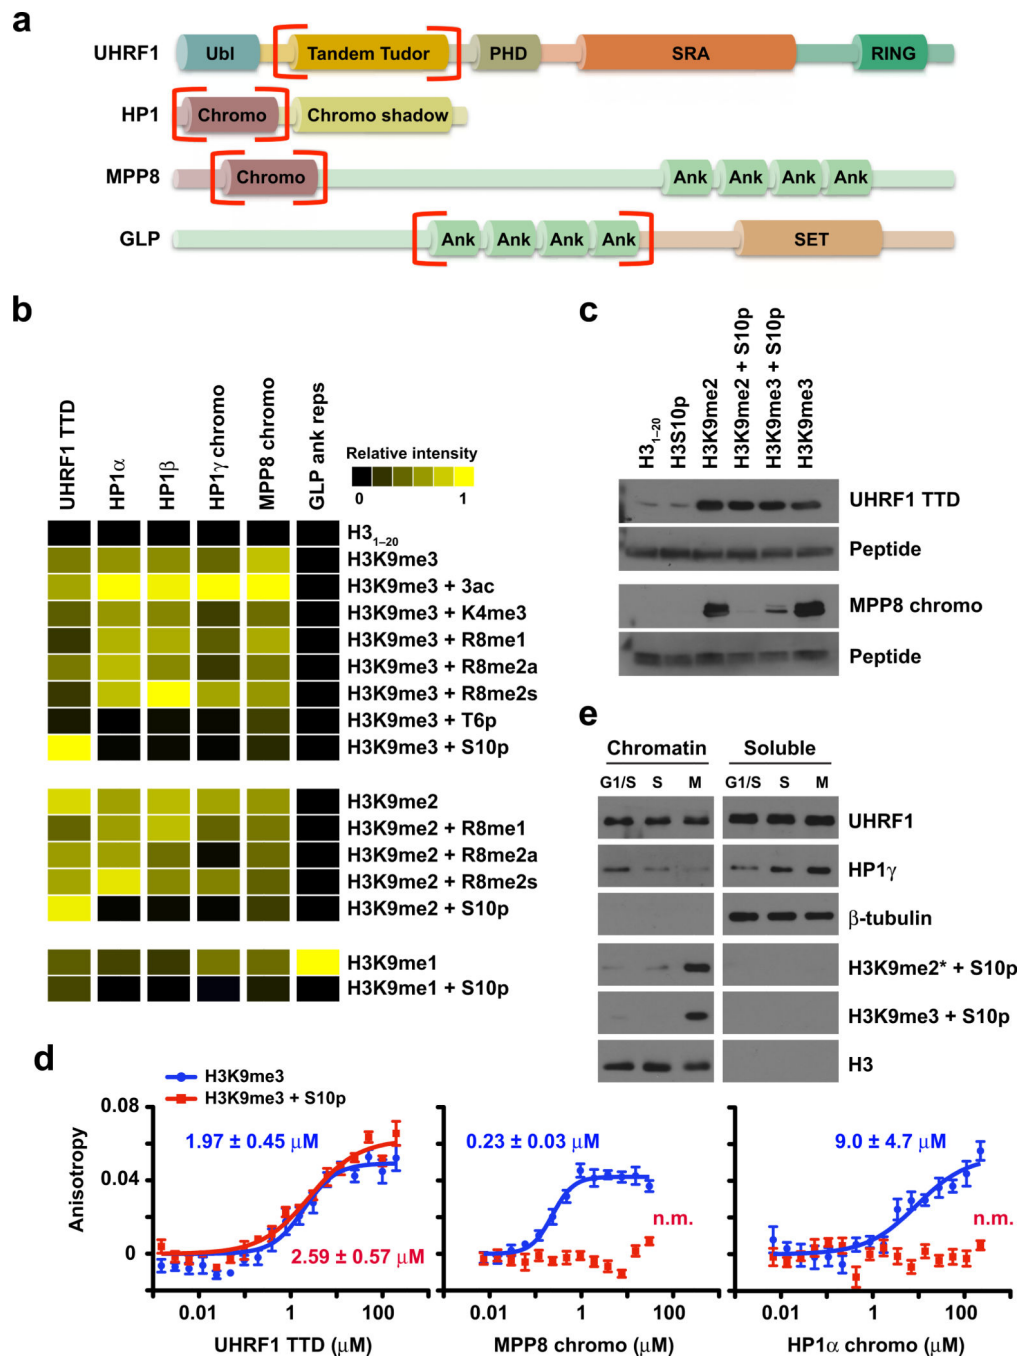 a
UHRF1 Ubl Tandem Tudor PHD SRA RING
HP1 Chromo Chromo shadow
MPP8 Chromo Ank Ank Ank Ank
GLP Ank Ank Ank Ank SET
b
UHRF1 TTD
HP1α
HP1β
HP1γ chromo
MPP8 chromo
GLP ank reps
Relative intensity
0 1
H3₁₋₂₀
H3K9me3
H3K9me3 + 3ac
H3K9me3 + K4me3
H3K9me3 + R8me1
H3K9me3 + R8me2a
H3K9me3 + R8me2s
H3K9me3 + T6p
H3K9me3 + S10p
H3K9me2
H3K9me2 + R8me1
H3K9me2 + R8me2a
H3K9me2 + R8me2s
H3K9me2 + S10p
H3K9me1
H3K9me1 + S10p
c
H3₁₋₂₀
H3S10p
H3K9me2
H3K9me2 + S10p
H3K9me3 + S10p
H3K9me3
UHRF1 TTD
Peptide
MPP8 chromo
Peptide
e
Chromatin Soluble
G1/S S M G1/S S M
UHRF1
HP1γ
β-tubulin
H3K9me2* + S10p
H3K9me3 + S10p
H3
d
H3K9me3
H3K9me3 + S10p
Anisotropy
0.08
0.04
0
1.97 ± 0.45 μM
2.59 ± 0.57 μM
0.01 1 100
UHRF1 TTD (μM)
0.23 ± 0.03 μM
n.m.
0.01 1 100
MPP8 chromo (μM)
9.0 ± 4.7 μM
n.m.
0.01 1 100
HP1α chromo (μM)